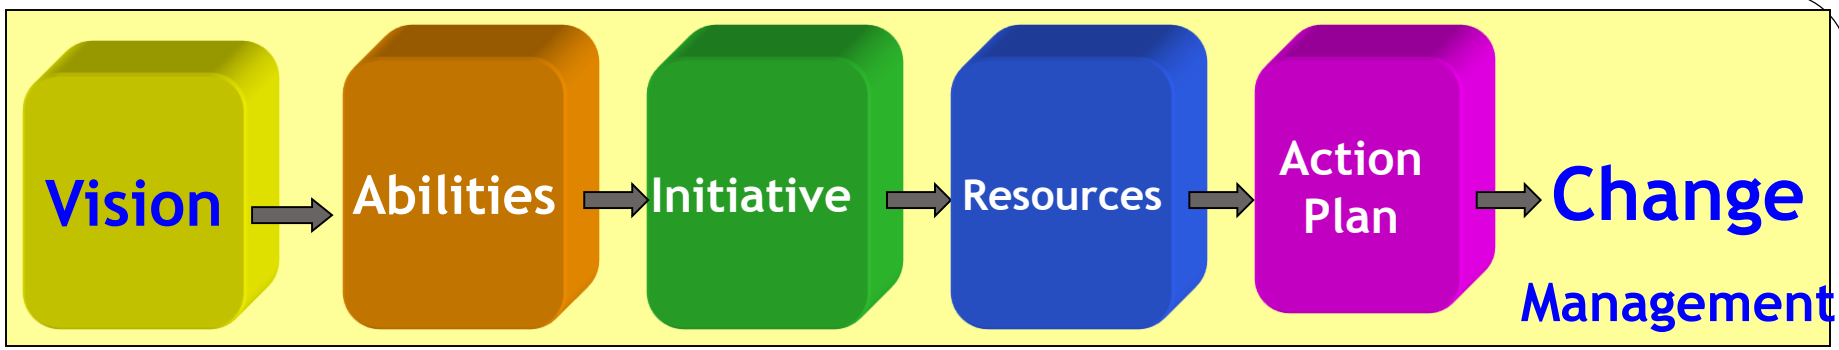 Vision
Abilities
Initiative
Resources
Action
Plan
Change
Management